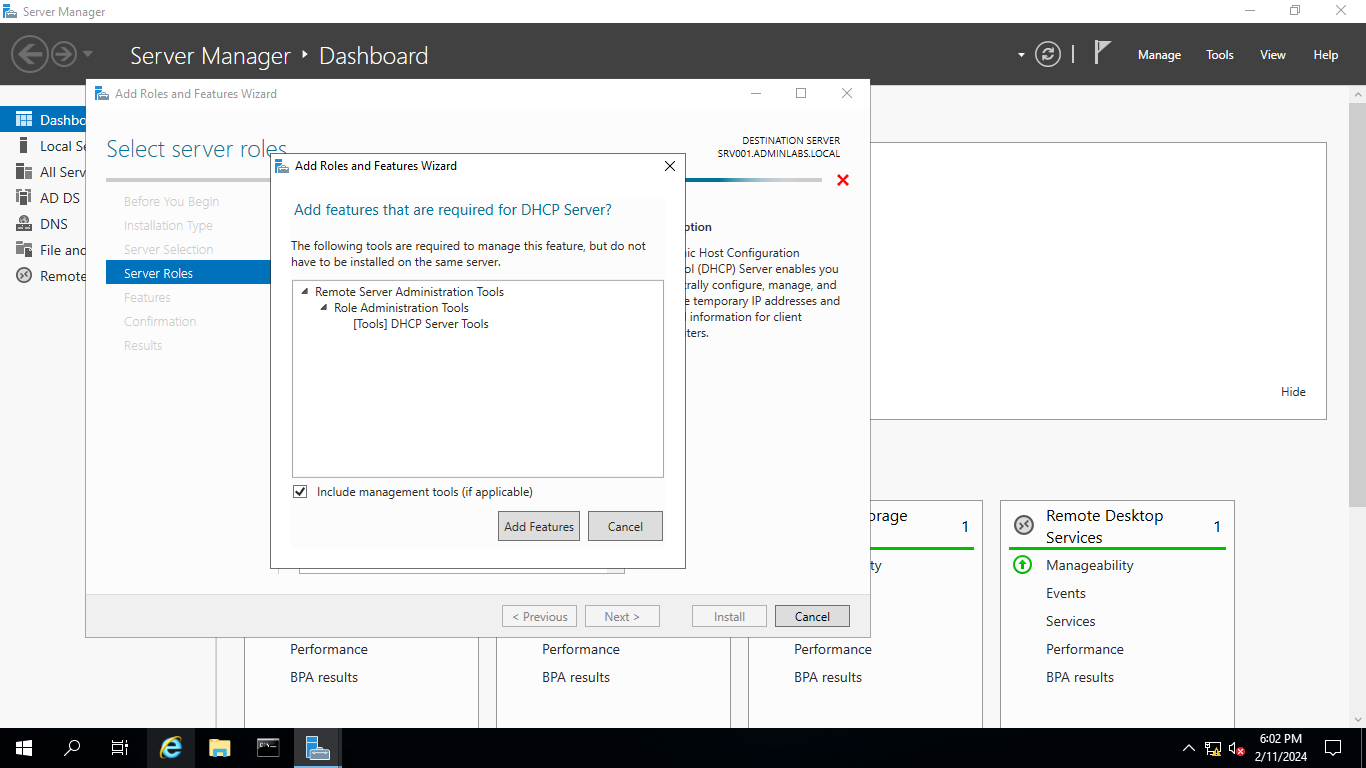 Server Manager
Server Manager ‣ Dashboard
Manage Tools View Help
Add Roles and Features Wizard
Dashbo
Local Se
All Serv
AD DS
DNS
File and
Remote
Select server roles
DESTINATION SERVER
SRV001.ADMINLABS.LOCAL
Before You Begin
Installation Type
Server Selection
Server Roles
Features
Confirmation
Results
Add Roles and Features Wizard
Add features that are required for DHCP Server?
The following tools are required to manage this feature, but do not
have to be installed on the same server.
Remote Server Administration Tools
Role Administration Tools
[Tools] DHCP Server Tools
Include management tools (if applicable)
Add Features Cancel
ption
ic Host Configuration
ol (DHCP) Server enables you
trally configure, manage, and
e temporary IP addresses and
information for client
ters.
Hide
< Previous Next > Install Cancel
orage 1
ty
Remote Desktop
Services 1
Manageability
Events
Services
Performance Performance Performance Performance
BPA results BPA results BPA results BPA results
6:02 PM
2/11/2024